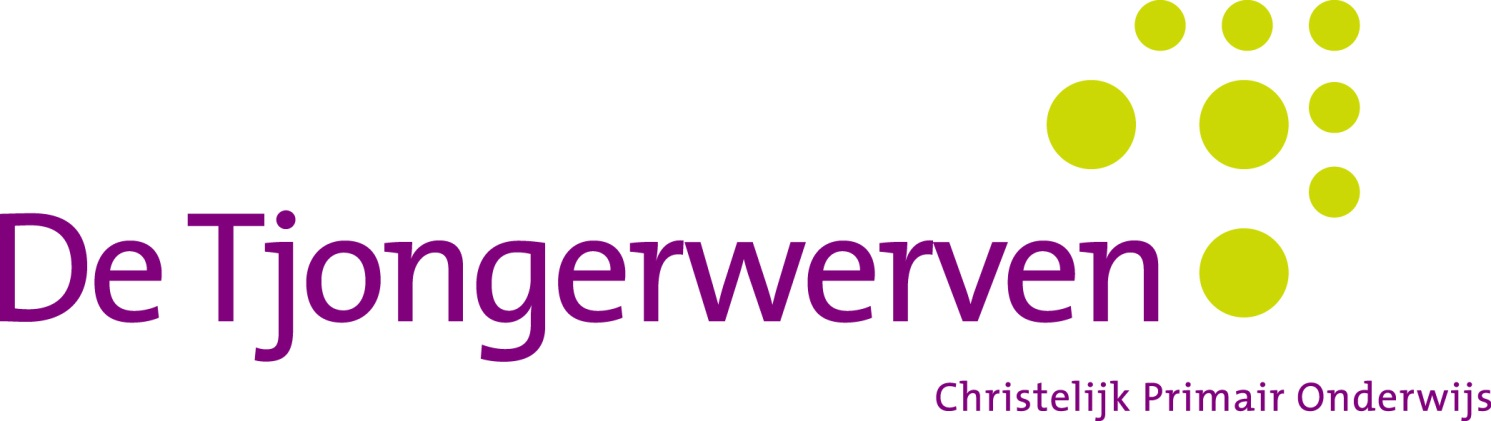 De Tjongerwerven
Christelijk Primair Onderwijs